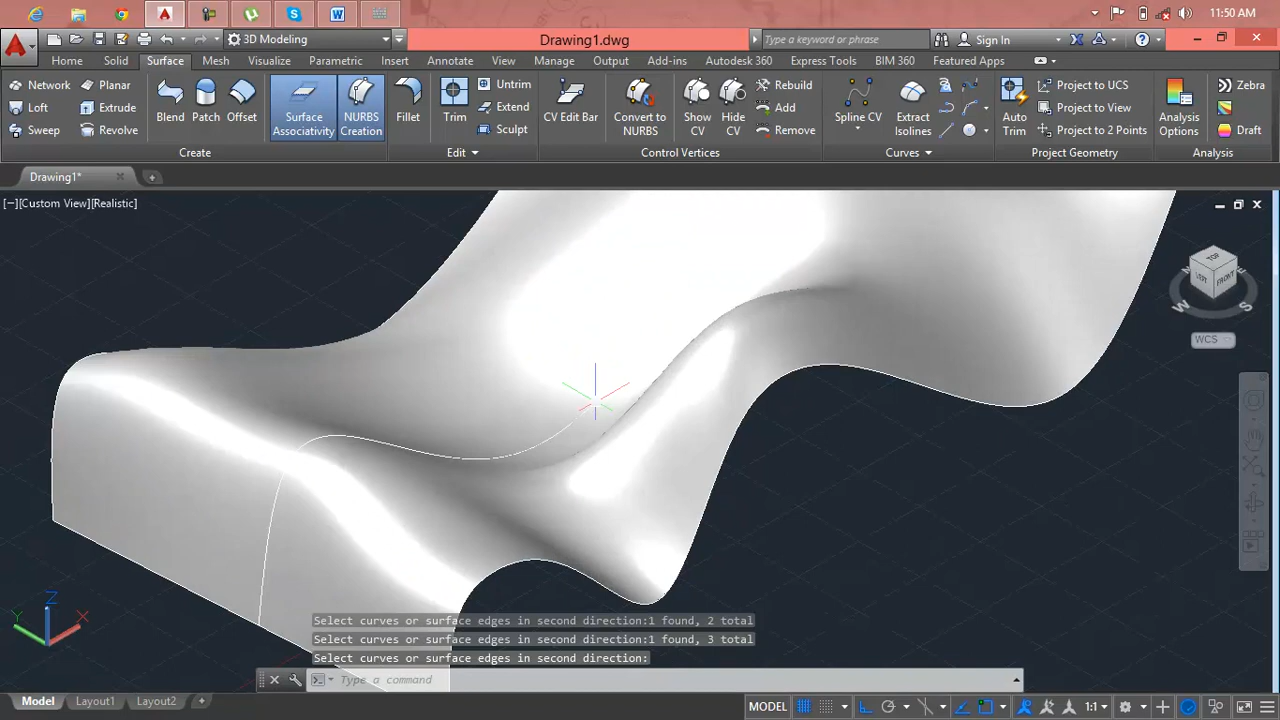 11:50 AM
3D Modeling
Drawing1.dwg
Type a keyword or phrase
Sign In
Home Solid Surface Mesh Visualize Parametric Insert Annotate View Manage Output Add-ins Autodesk 360 Express Tools BIM 360 Featured Apps
Network Planar
Loft Extrude
Sweep Revolve
Blend Patch Offset
Surface Associativity
NURBS Creation
Fillet
Trim
Untrim
Extend
Sculpt
CV Edit Bar
Convert to NURBS
Show CV
Hide CV
Rebuild
Add
Remove
Spline CV
Extract Isolines
Auto Trim
Project to UCS
Project to View
Project to 2 Points
Analysis Options
Zebra
Draft
Create Edit Control Vertices Curves Project Geometry Analysis
Drawing1*
[−][Custom View][Realistic]
TOP
LEFT FRONT
W S
WCS
Z
Y X
Select curves or surface edges in second direction:1 found, 2 total
Select curves or surface edges in second direction:1 found, 3 total
Select curves or surface edges in second direction:
Type a command
Model Layout1 Layout2
MODEL
1:1